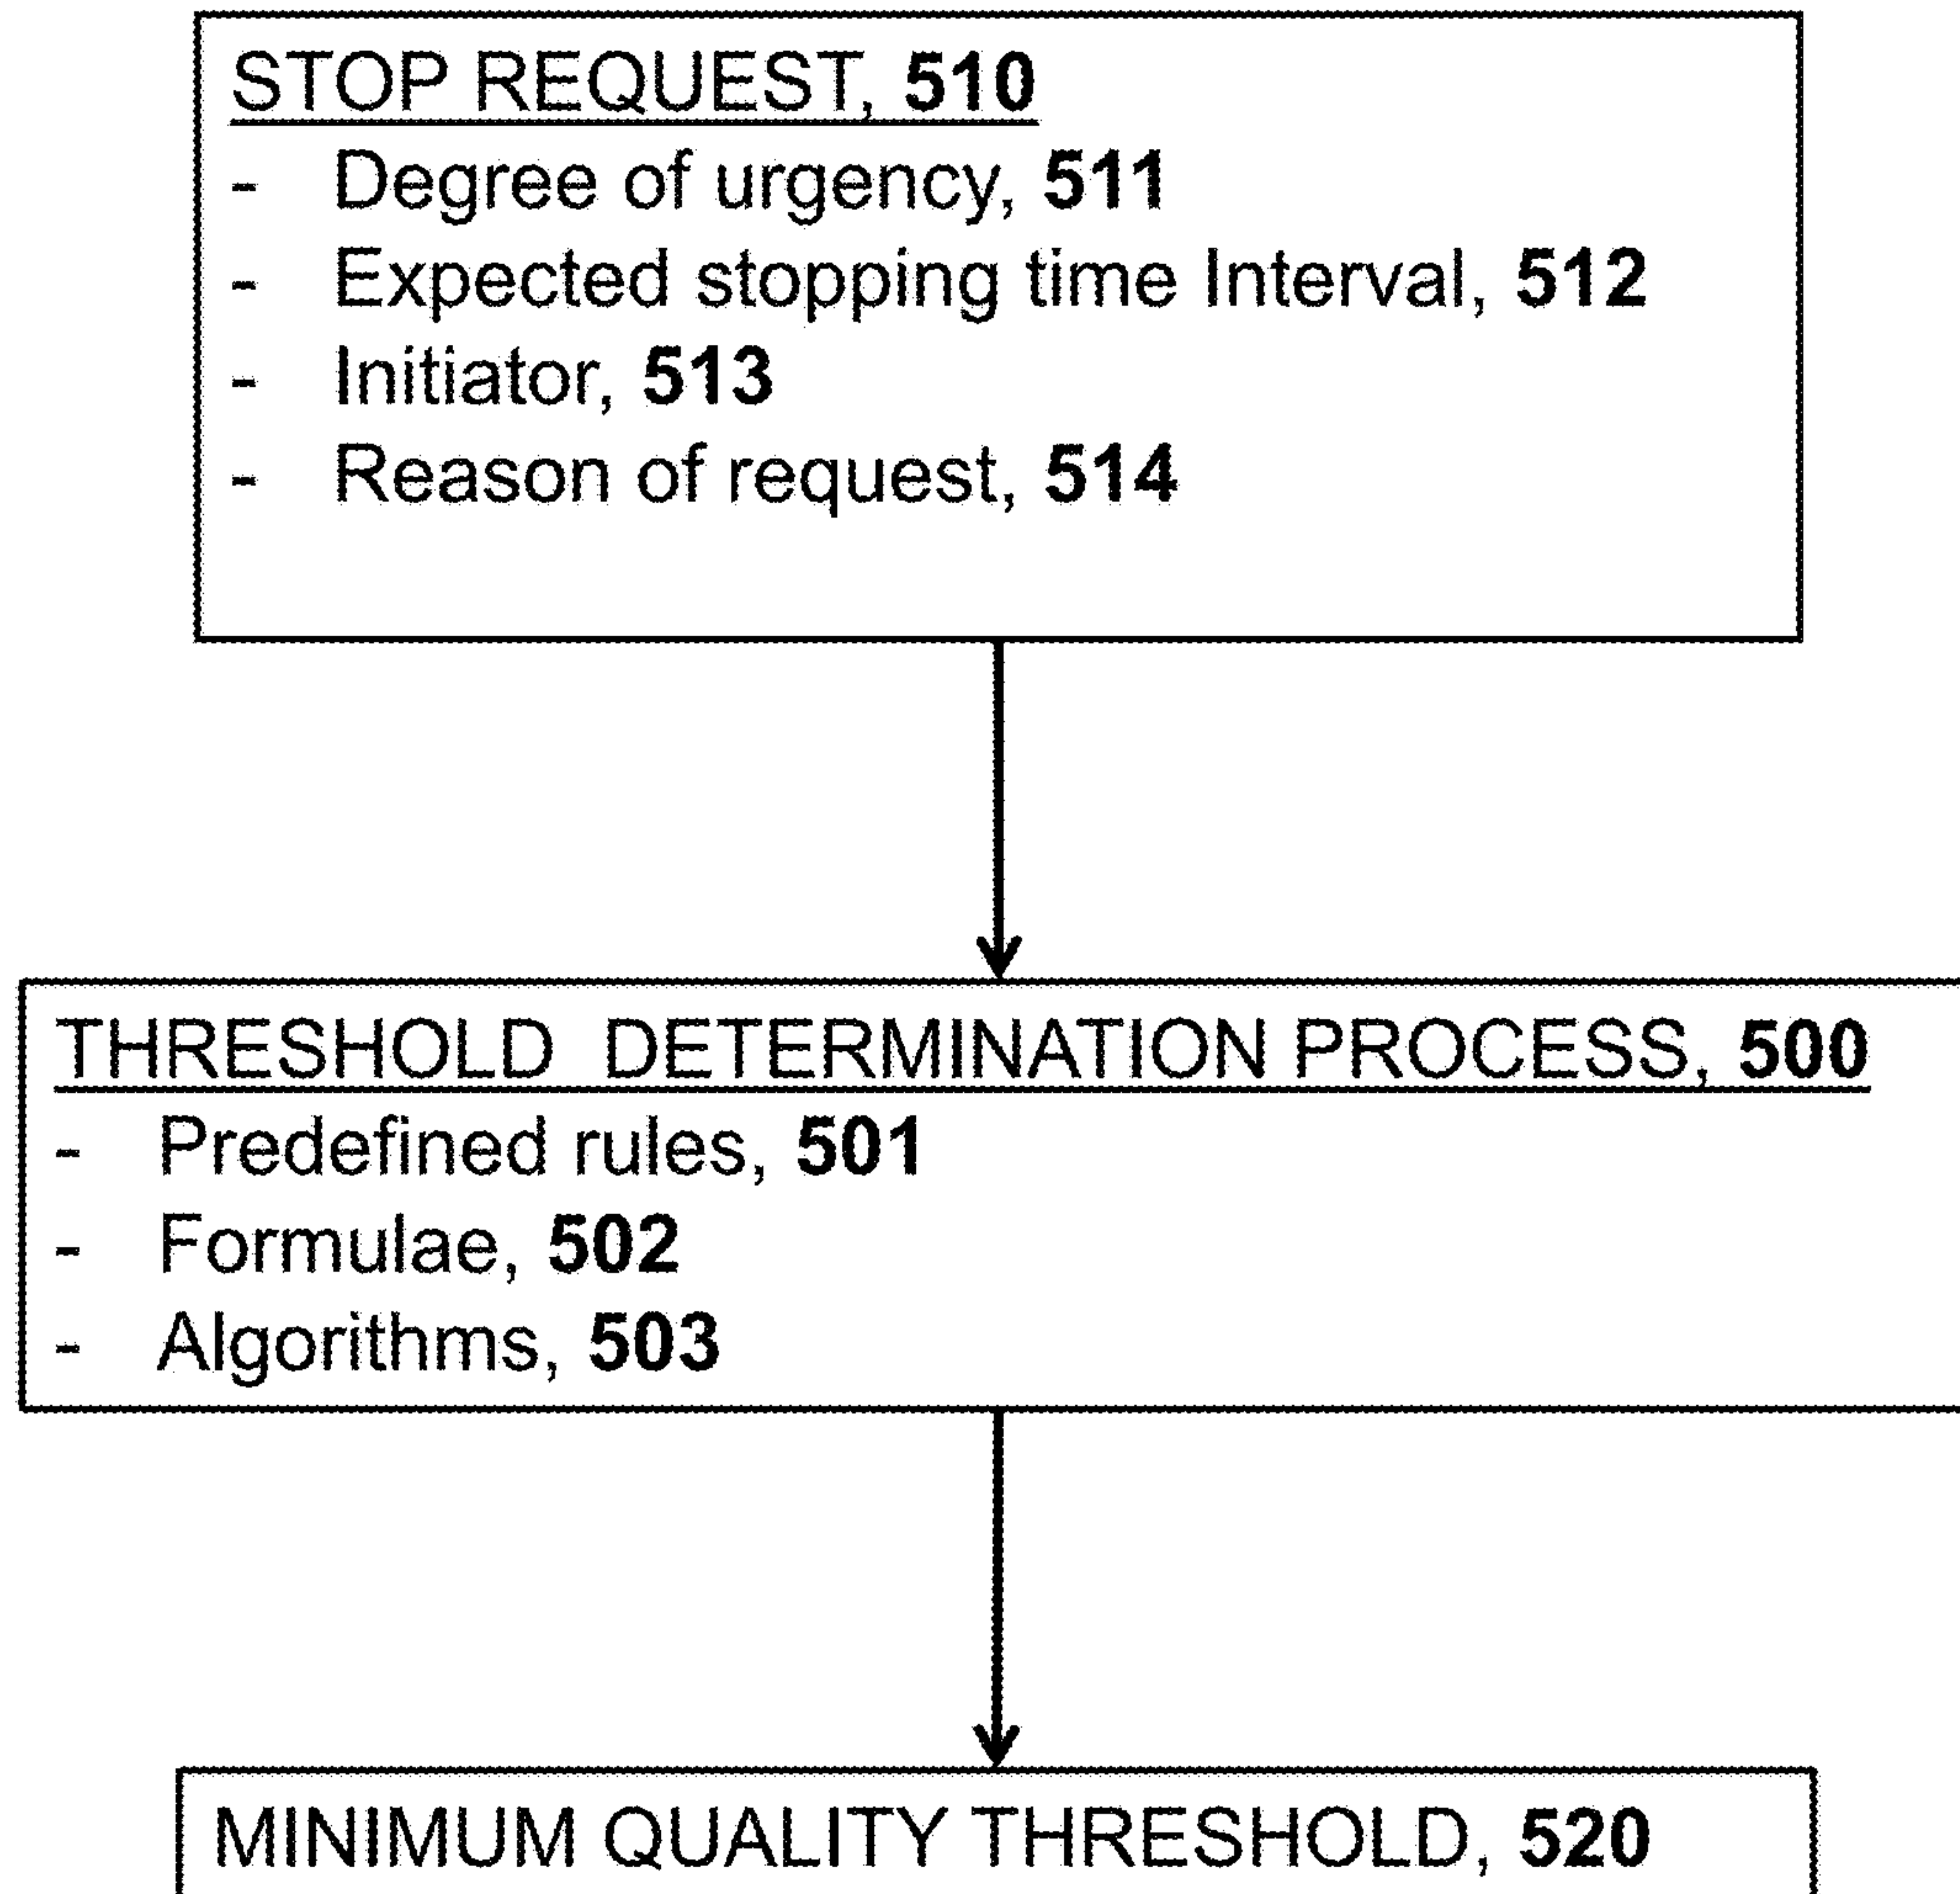 STOP REQUEST, 510
- Degree of urgency, 511
- Expected stopping time Interval, 512
- Initiator, 513
- Reason of request, 514
THRESHOLD DETERMINATION PROCESS, 500
- Predefined rules, 501
- Formulae, 502
- Algorithms, 503
MINIMUM QUALITY THRESHOLD, 520